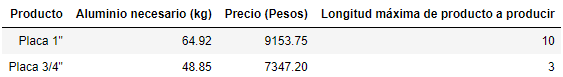 Producto Aluminio necesario (kg) Precio (Pesos) Longitud máxima de producto a producir
Placa 1" 64.92 9153.75 10
Placa 3/4" 48.85 7347.20 3